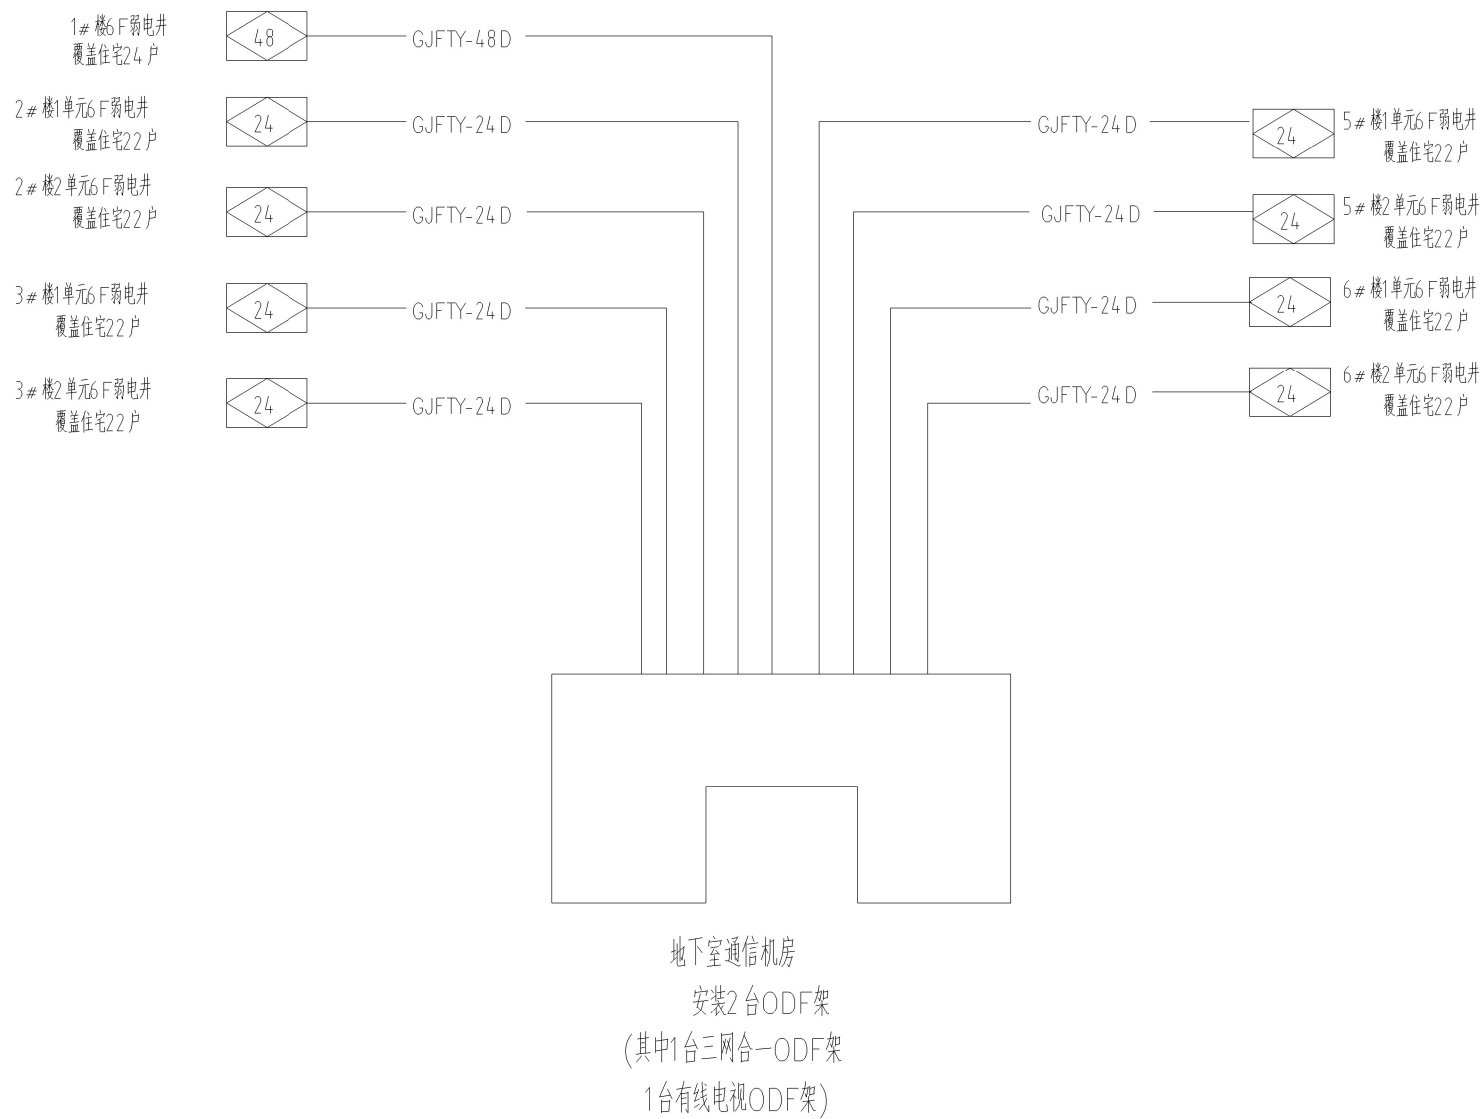 1# 楼6F弱电井
覆盖住宅24户
48
GJFTY-48D
2# 楼1单元6F弱电井
覆盖住宅22户
24
GJFTY-24D
2# 楼2单元6F弱电井
覆盖住宅22户
24
GJFTY-24D
3# 楼1单元6F弱电井
覆盖住宅22户
24
GJFTY-24D
3# 楼2单元6F弱电井
覆盖住宅22户
24
GJFTY-24D
GJFTY-24D
24
5# 楼1单元6F弱电井
覆盖住宅22户
GJFTY-24D
24
5# 楼2单元6F弱电井
覆盖住宅22户
GJFTY-24D
24
6# 楼1单元6F弱电井
覆盖住宅22户
GJFTY-24D
24
6# 楼2单元6F弱电井
覆盖住宅22户
地下室通信机房
安装2台ODF架
(其中1台三网合一ODF架
1台有线电视ODF架)